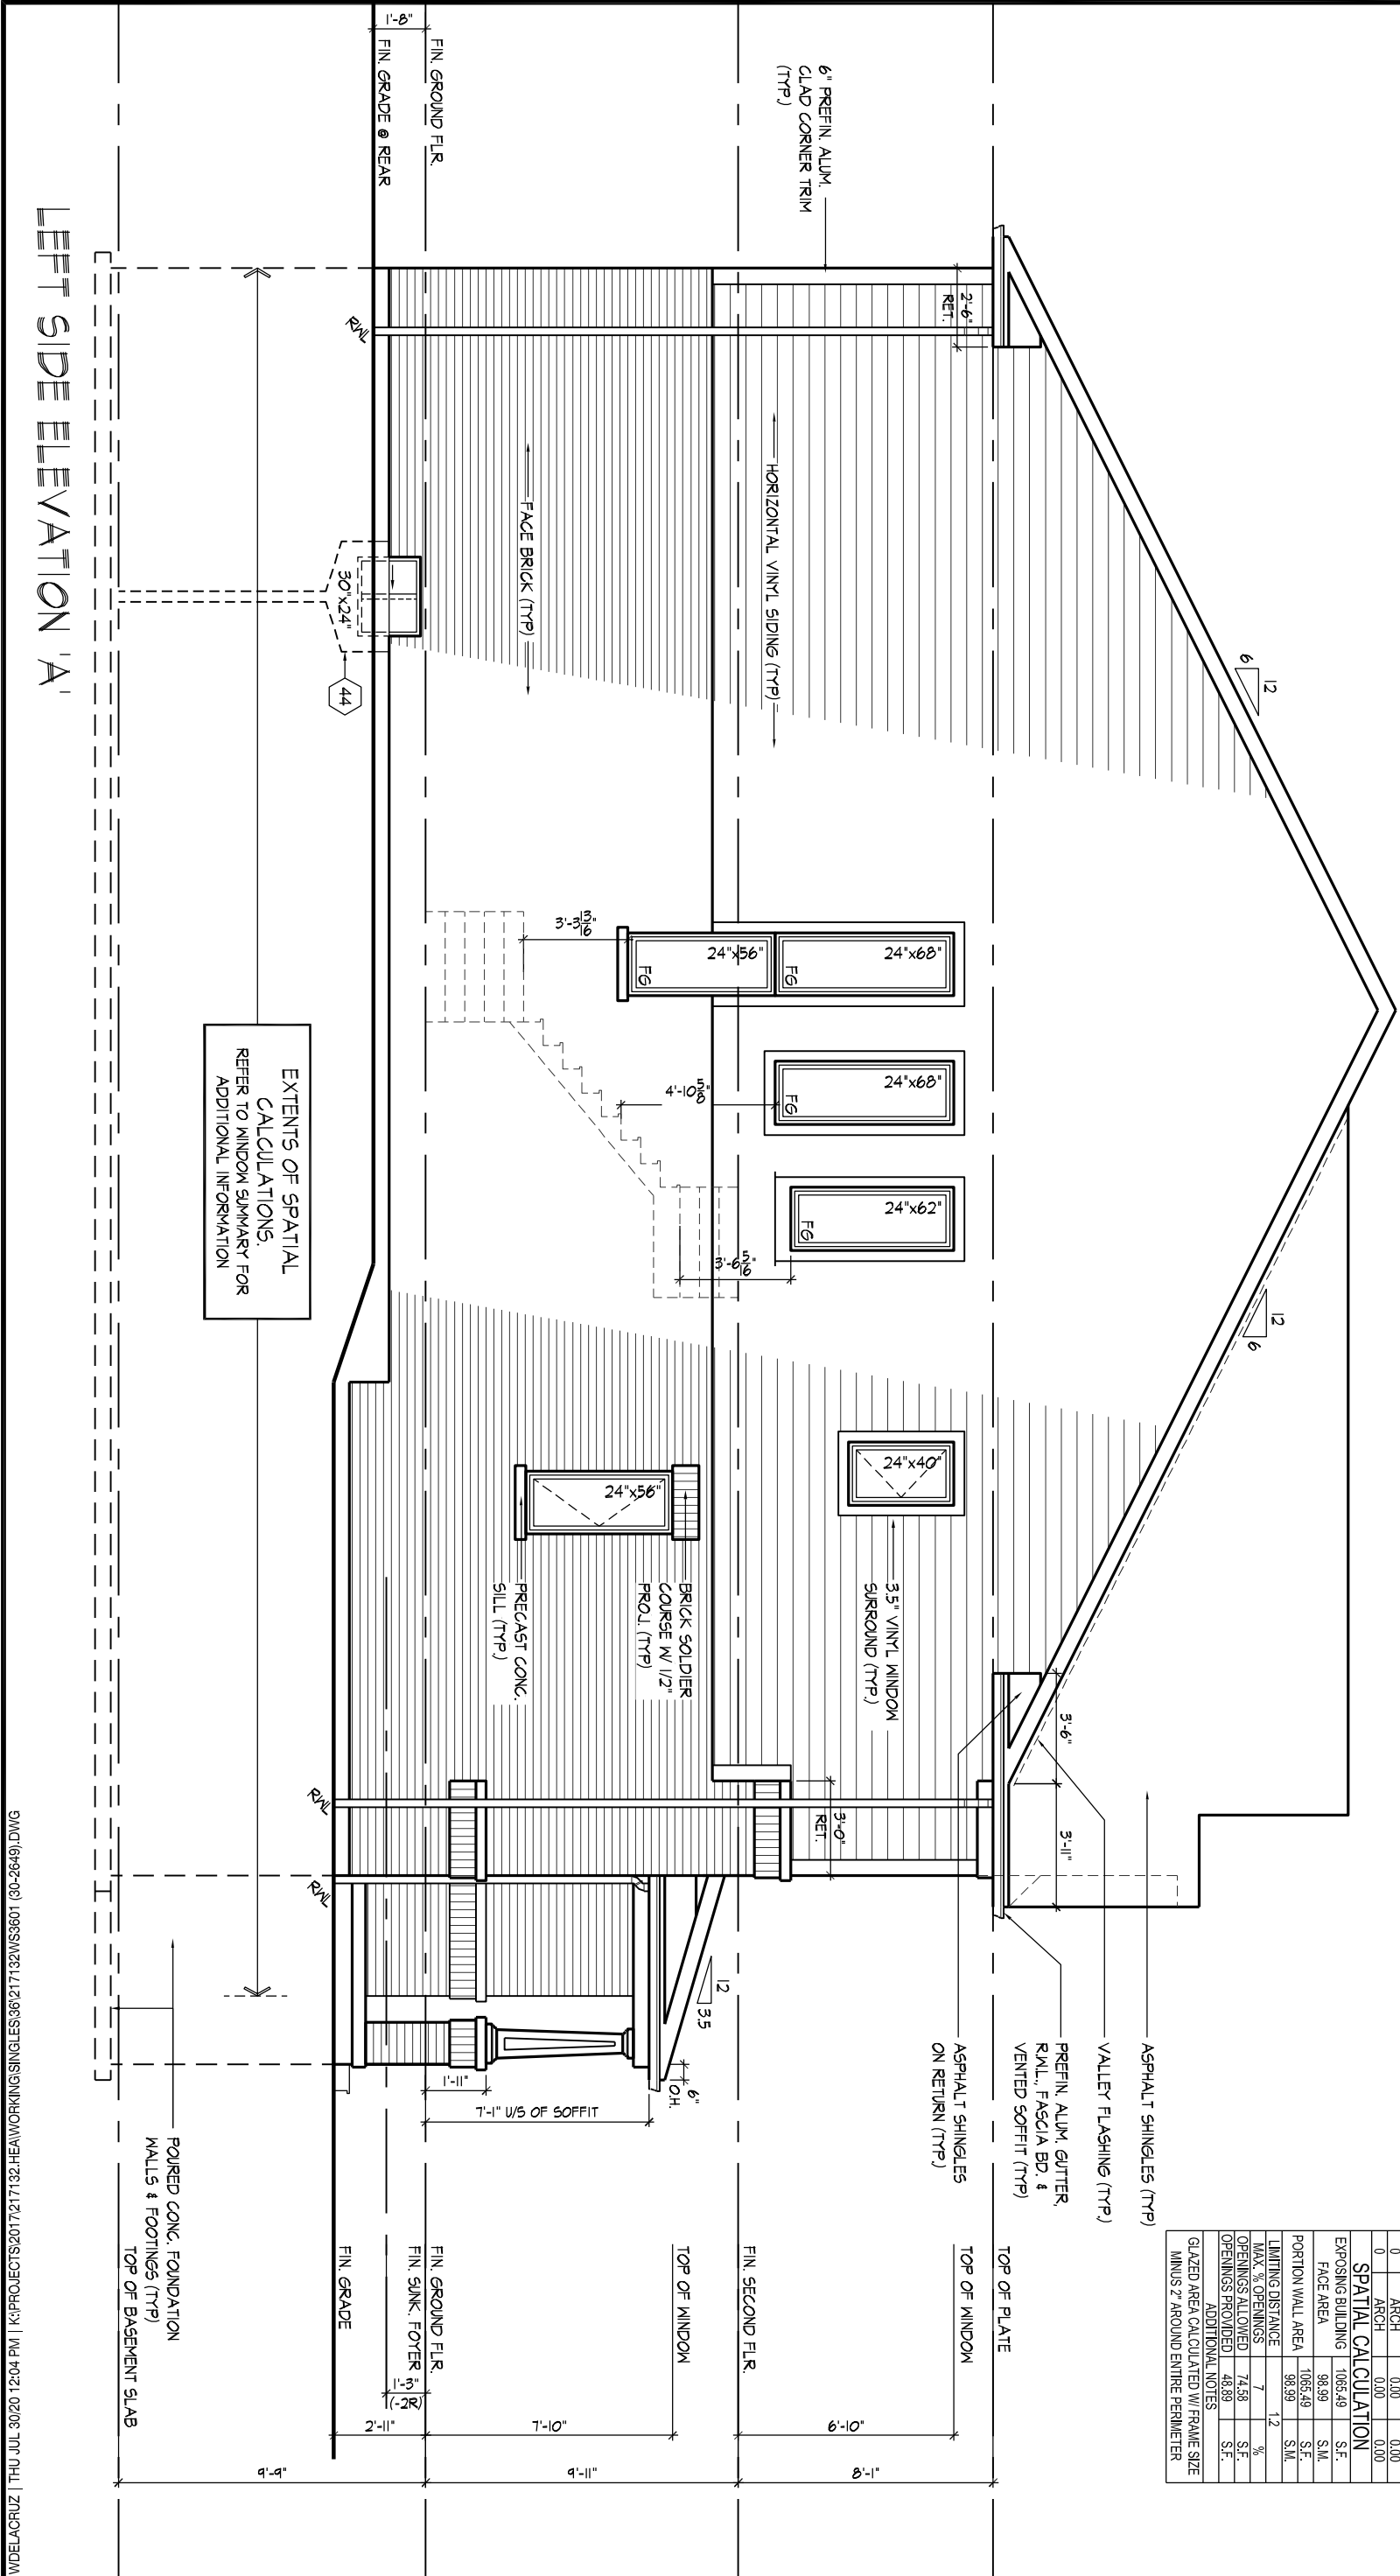 0 ARCH 0.00 0.00
0 ARCH 0.00 0.00
SPATIAL CALCULATION
EXPOSING BUILDING FACE AREA 1065.49 S.F.
98.99 S.M.
PORTION WALL AREA 1065.49 S.F.
98.99 S.M.
LIMITING DISTANCE 1.2
MAX. % OPENINGS 7 %
OPENINGS ALLOWED 74.58 S.F.
OPENINGS PROVIDED 48.89 S.F.
ADDITIONAL NOTES
GLAZED AREA CALCULATED W/ FRAME SIZE
MINUS 2" AROUND ENTIRE PERIMETER
12
6
12
6
ASPHALT SHINGLES (TYP)
VALLEY FLASHING (TYP.)
PREFIN. ALUM. GUTTER,
R.W.L., FASCIA BD. &
VENTED SOFFIT (TYP)
ASPHALT SHINGLES
ON RETURN (TYP.)
3'-6"
3'-11"
TOP OF PLATE
TOP OF WINDOW
6" PREFIN. ALUM.
CLAD CORNER TRIM
(TYP.)
2'-6"
RET.
HORIZONTAL VINYL SIDING (TYP)
24"x68"
FG
24"x56"
FG
24"x68"
FG
24"x62"
FG
24"x40"
3.5" VINYL WINDOW
SURROUND (TYP.)
3'-0"
RET.
FIN. SECOND FLR.
6'-10"
8'-1"
FACE BRICK (TYP)
3'-3 13/16"
4'-10 5/8"
3'-6 5/16"
24"x56"
BRICK SOLDIER
COURSE W/ 1/2"
PROJ. (TYP)
PRECAST CONC.
SILL (TYP.)
12
3.5
6"
O.H.
1'-11"
7'-1" U/S OF SOFFIT
TOP OF WINDOW
7'-10"
9'-11"
FIN. GROUND FLR.
1'-8"
FIN. GRADE @ REAR
RWL
30"x24"
44
RWL
RWL
FIN. GROUND FLR.
FIN. SUNK. FOYER
1'-3"
(-2R)
FIN. GRADE
2'-11"
9'-9"
EXTENTS OF SPATIAL
CALCULATIONS.
REFER TO WINDOW SUMMARY FOR
ADDITIONAL INFORMATION
POURED CONC. FOUNDATION
WALLS & FOOTINGS (TYP)
TOP OF BASEMENT SLAB
LEFT SIDE ELEVATION 'A'
WDELACRUZ | THU JUL 30/20 12:04 PM | K:\PROJECTS\2017\217132.HEA\WORKING\SINGLES\36\217132WS3601 (30-2649).DWG